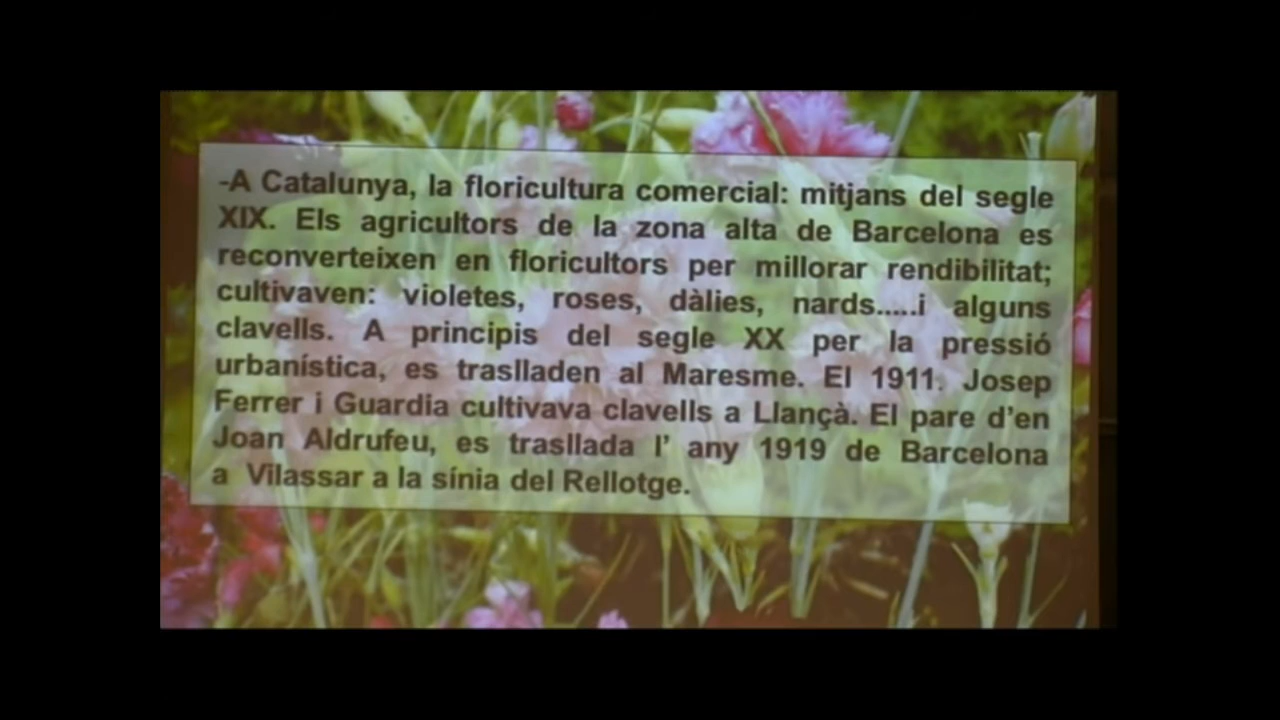 -A Catalunya, la floricultura comercial: mitjans del segle
XIX. Els agricultors de la zona alta de Barcelona es
reconverteixen en floricultors per millorar rendibilitat;
cultivaven: violetes, roses, dàlies, nards.....i alguns
clavells. A principis del segle XX per la pressió
urbanística, es traslladen al Maresme. El 1911. Josep
Ferrer i Guardia cultivava clavells a Llançà. El pare d'en
Joan Aldrufeu, es trasllada l' any 1919 de Barcelona
a Vilassar a la sínia del Rellotge.